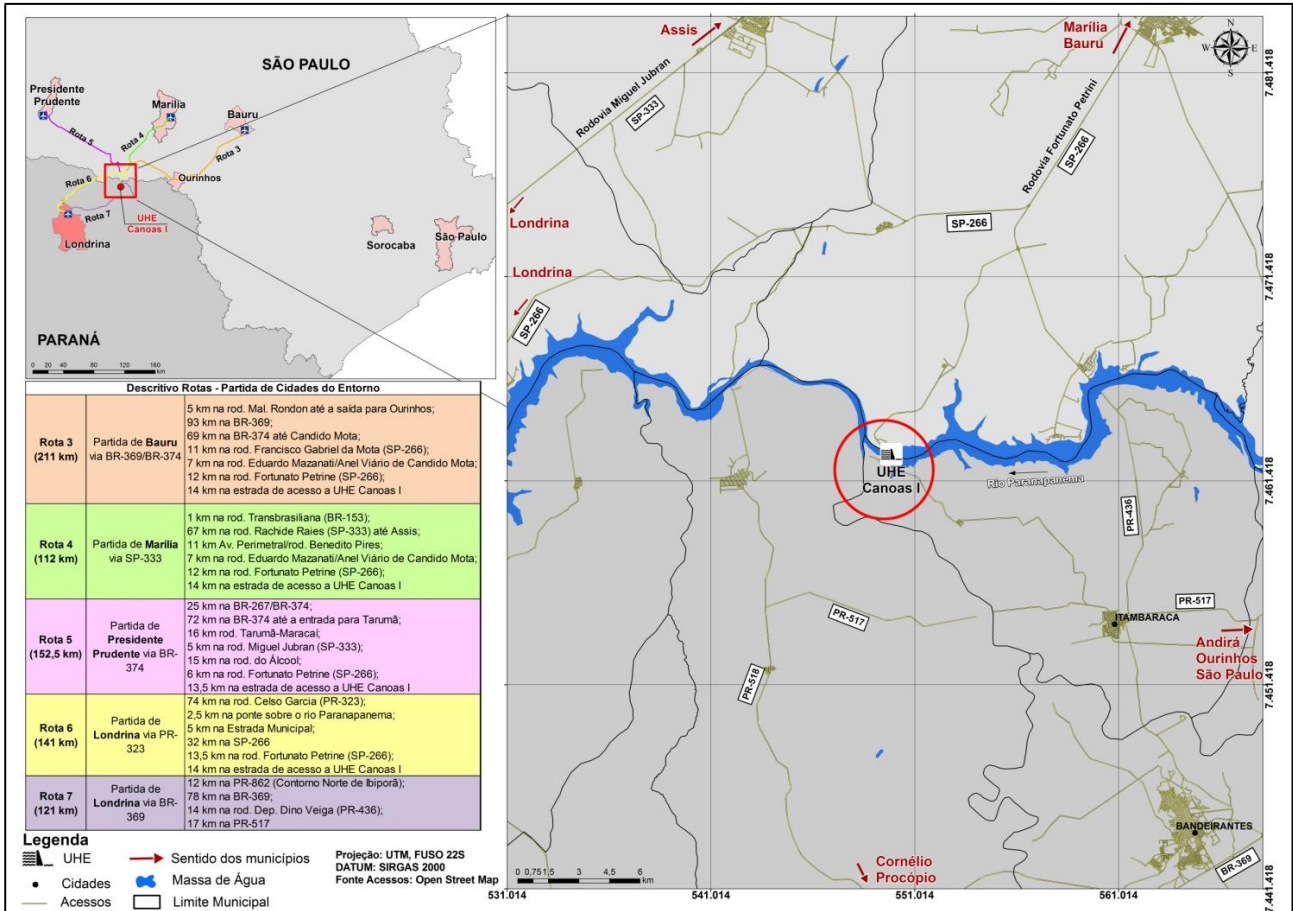 SÃO PAULO
Presidente
Prudente
Marília
Bauru
Rota 5
Rota 4
Rota 3
Ourinhos
Rota 6
Rota 7
UHE
Canoas I
Londrina
Sorocaba
São Paulo
PARANÁ
0 20 40 80 120 160
km
Descritivo Rotas - Partida de Cidades do Entorno
Rota 3
(211 km)
Partida de Bauru
via BR-369/BR-374
5 km na rod. Mal. Rondon até a saída para Ourinhos;
93 km na BR-369;
69 km na BR-374 até Candido Mota;
11 km na rod. Francisco Gabriel da Mota (SP-266);
7 km na rod. Eduardo Mazanati/Anel Viário de Candido Mota;
12 km na rod. Fortunato Petrine (SP-266);
14 km na estrada de acesso a UHE Canoas I
Rota 4
(112 km)
Partida de Marília
via SP-333
1 km na rod. Transbrasiliana (BR-153);
67 km na rod. Rachide Raies (SP-333) até Assis;
11 km Av. Perimetral/rod. Benedito Pires;
7 km na rod. Eduardo Mazanati/Anel Viário de Candido Mota;
12 km na rod. Fortunato Petrine (SP-266);
14 km na estrada de acesso a UHE Canoas I
Rota 5
(152,5 km)
Partida de
Presidente
Prudente via BR-
374
25 km na BR-267/BR-374;
72 km na BR-374 até a entrada para Tarumã;
16 km rod. Tarumã-Maracaí;
5 km na rod. Miguel Jubran (SP-333);
15 km na rod. do Álcool;
6 km na rod. Fortunato Petrine (SP-266);
13,5 km na estrada de acesso a UHE Canoas I
Rota 6
(141 km)
Partida de
Londrina via PR-
323
74 km na rod. Celso Garcia (PR-323);
2,5 km na ponte sobre o rio Paranapanema;
5 km na Estrada Municipal;
32 km na SP-266
13,5 km na rod. Fortunato Petrine (SP-266);
14 km na estrada de acesso a UHE Canoas I
Rota 7
(121 km)
Partida de
Londrina via BR-
369
12 km na PR-862 (Contorno Norte de Ibiporã);
78 km na BR-369;
14 km na rod. Dep. Dino Veiga (PR-436);
17 km na PR-517
Legenda
UHE
Sentido dos municípios
Cidades
Massa de Água
Acessos
Limite Municipal
Projeção: UTM, FUSO 22S
DATUM: SIRGAS 2000
Fonte Acessos: Open Street Map
Assis
Marília
Bauru
N
W E
S
Rodovia Miguel Jubran
SP-333
Rodovia Fortunato Petrini
SP-266
Londrina
SP-266
Londrina
SP-266
UHE
Canoas I
Rio Paranapanema
PR-436
PR-517
ITAMBARACA
PR-517
Andirá
Ourinhos
São Paulo
PR-518
BANDEIRANTES
BR-369
Cornélio
Procópio
0 0,75 1,5 3 4,5 6
km
531.014 541.014 551.014 561.014
7.481.418
7.471.418
7.461.418
7.451.418
7.441.418